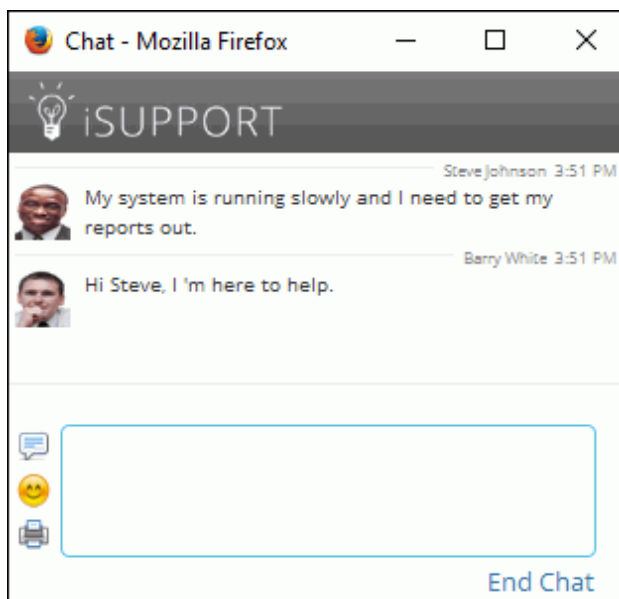 Chat - Mozilla Firefox
iSUPPORT
Steve Johnson 3:51 PM
My system is running slowly and I need to get my
reports out.
Barry White 3:51 PM
Hi Steve, I 'm here to help.
End Chat